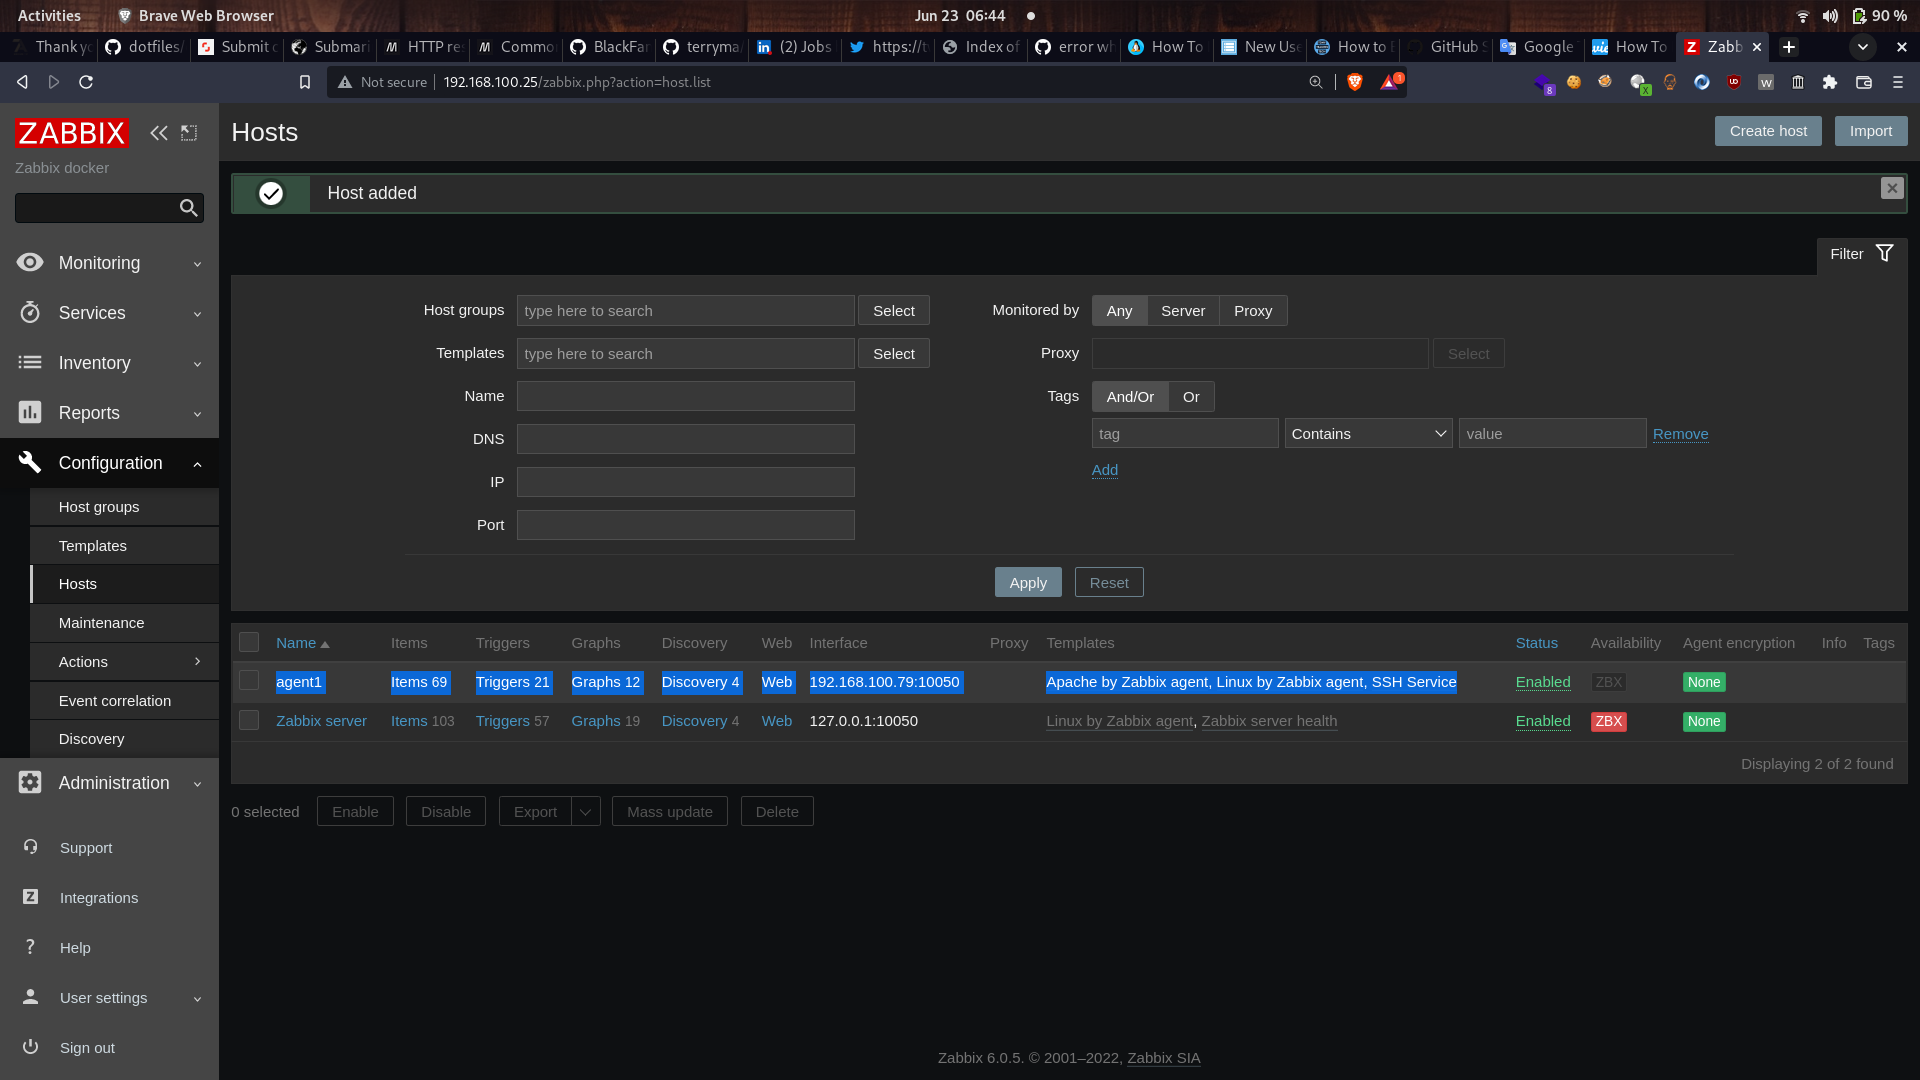 Activities
Brave Web Browser
Jun 23 06:44
90 %
Thank yo
dotfiles/
Submit
Submari
HTTP re
Commo
BlackFar
terryma
(2) Jobs
https://t
Index of
error wh
How To
New Use
How to
GitHub
Google
How To
Zabb
Not secure
192.168.100.25/zabbix.php?action=host.list
1
8
X
ZABBIX
Zabbix docker
Hosts
Create host
Import
Host added
Filter
Monitoring
Services
Inventory
Reports
Configuration
Host groups
Templates
Hosts
Maintenance
Actions
Event correlation
Discovery
Administration
Support
Integrations
Help
User settings
Sign out
Host groups
type here to search
Select
Templates
type here to search
Select
Name
DNS
IP
Port
Monitored by
Any
Server
Proxy
Proxy
Select
Tags
And/Or
Or
tag
Contains
value
Remove
Add
Apply
Reset
Name Items Triggers Graphs Discovery Web Interface Proxy Templates Status Availability Agent encryption Info Tags
agent1 Items 69 Triggers 21 Graphs 12 Discovery 4 Web 192.168.100.79:10050 Apache by Zabbix agent, Linux by Zabbix agent, SSH Service Enabled ZBX None
Zabbix server Items 103 Triggers 57 Graphs 19 Discovery 4 Web 127.0.0.1:10050 Linux by Zabbix agent, Zabbix server health Enabled ZBX None
Displaying 2 of 2 found
0 selected
Enable
Disable
Export
Mass update
Delete
Zabbix 6.0.5. © 2001–2022, Zabbix SIA